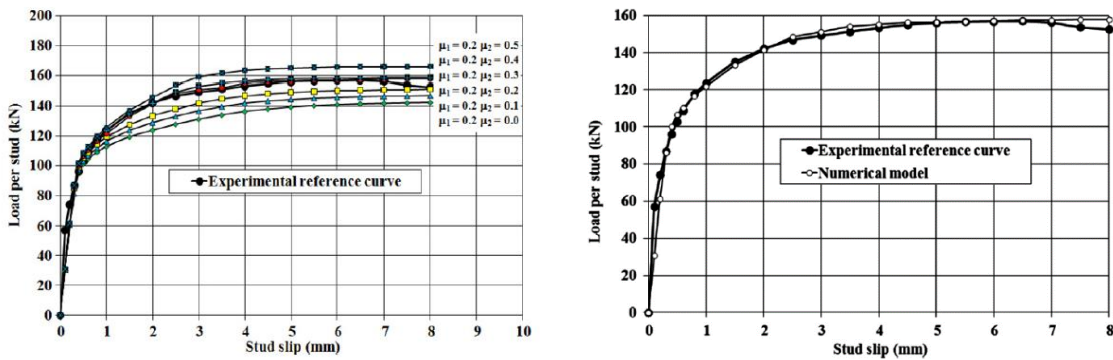 200
180
160
140
120
100
80
60
40
20
0
Load per stud (kN)
μ₁ = 0.2 μ₂ = 0.5
μ₁ = 0.2 μ₂ = 0.4
μ₁ = 0.2 μ₂ = 0.3
μ₁ = 0.2 μ₂ = 0.2
μ₁ = 0.2 μ₂ = 0.1
μ₁ = 0.2 μ₂ = 0.0
Experimental reference curve
0 1 2 3 4 5 6 7 8 9 10
Stud slip (mm)
160
140
120
100
80
60
40
20
0
Load per stud (kN)
Experimental reference curve
Numerical model
0 1 2 3 4 5 6 7 8
Stud slip (mm)